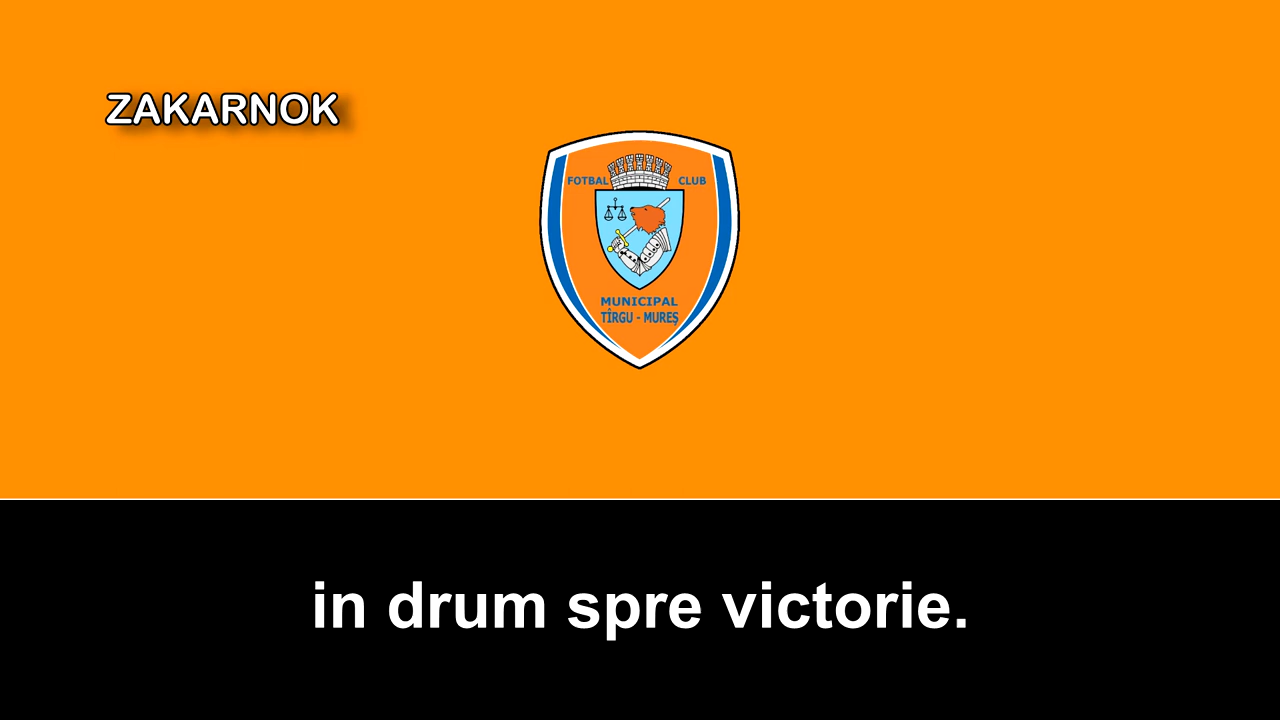 ZAKARNOK
FOTBAL CLUB
MUNICIPAL
TÎRGU - MUREŞ
in drum spre victorie.